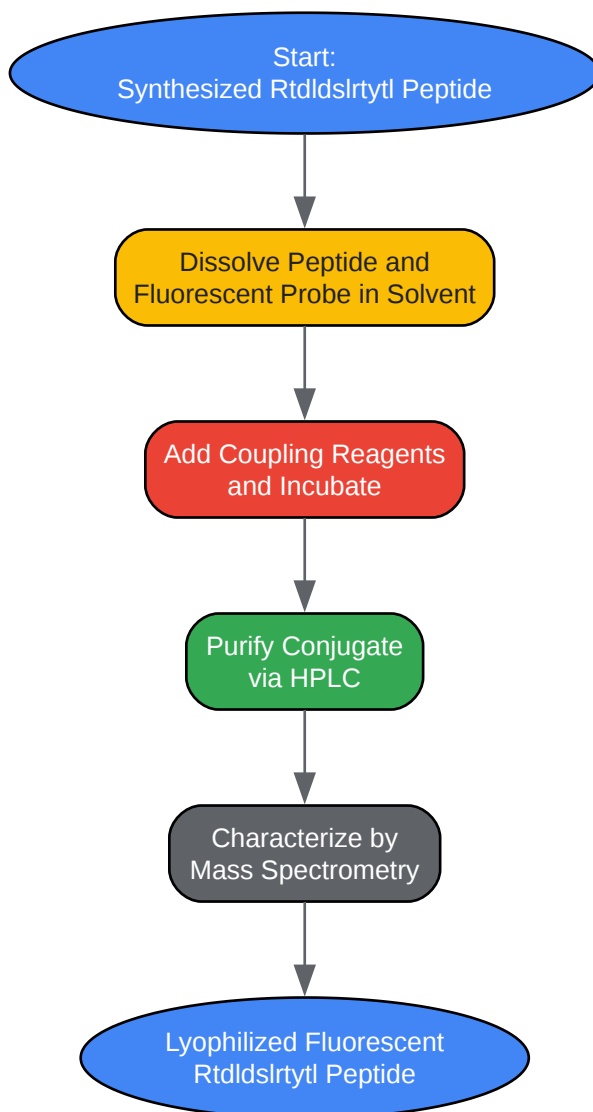 Start:
Synthesized Rtdldslrtytl Peptide
Dissolve Peptide and
Fluorescent Probe in Solvent
Add Coupling Reagents
and Incubate
Purify Conjugate
via HPLC
Characterize by
Mass Spectrometry
Lyophilized Fluorescent
Rtdldslrtytl Peptide